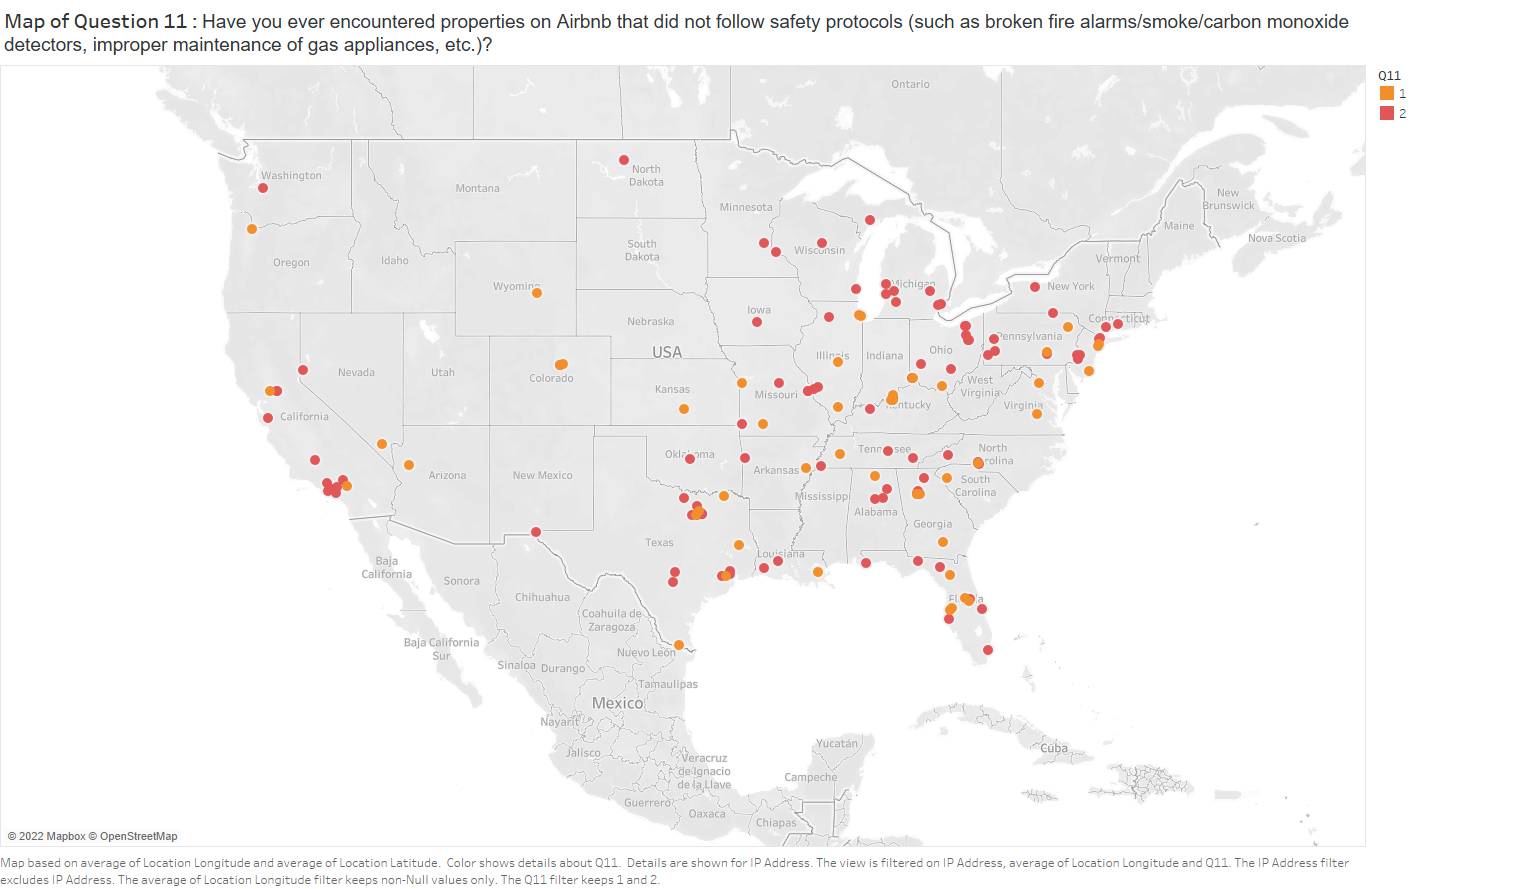 Map of Question 11 : Have you ever encountered properties on Airbnb that did not follow safety protocols (such as broken fire alarms/smoke/carbon monoxide
detectors, improper maintenance of gas appliances, etc.)?
Q11
1
2
Ontario
Washington
North
Dakota
Montana
Minnesota
New
Brunswick
Maine
Nova Scotia
Oregon
Idaho
South
Dakota
Wisconsin
Vermont
Wyoming
Michigan
New York
Iowa
Nebraska
Connecticut
Pennsylvania
USA
Illinois
Indiana
Ohio
Nevada
Utah
Colorado
Kansas
Missouri
West
Virginia
Kentucky
Virginia
California
Oklahoma
Tennessee
North
Carolina
Arizona
New Mexico
Arkansas
South
Carolina
Mississippi
Alabama
Georgia
Texas
Louisiana
Baja
California
Sonora
Chihuahua
Florida
Coahuila de
Zaragoza
Baja California
Sur
Nuevo León
Sinaloa
Durango
Tamaulipas
Mexico
Nayarit
Jalisco
Yucatán
Cuba
Veracruz
de Ignacio
de la Llave
Campeche
Guerrero
Oaxaca
Chiapas
© 2022 Mapbox © OpenStreetMap
Map based on average of Location Longitude and average of Location Latitude.  Color shows details about Q11.  Details are shown for IP Address. The view is filtered on IP Address, average of Location Longitude and Q11. The IP Address filter
excludes IP Address. The average of Location Longitude filter keeps non-Null values only. The Q11 filter keeps 1 and 2.